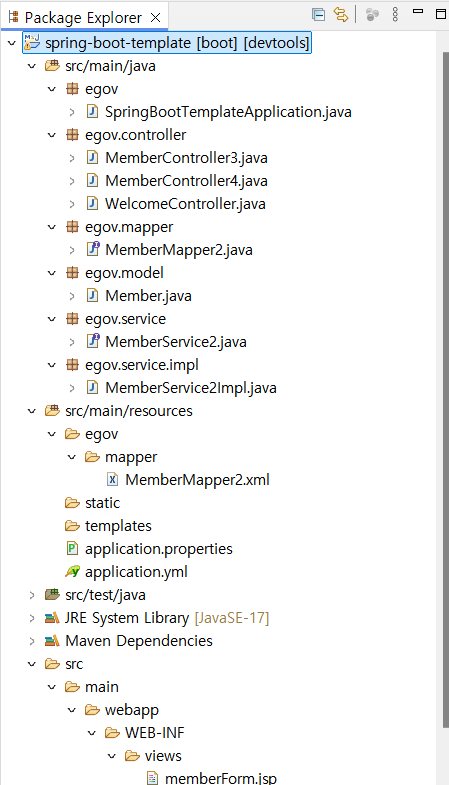 Package Explorer
spring-boot-template [boot] [devtools]
src/main/java
egov
SpringBootTemplateApplication.java
egov.controller
MemberController3.java
MemberController4.java
WelcomeController.java
egov.mapper
MemberMapper2.java
egov.model
Member.java
egov.service
MemberService2.java
egov.service.impl
MemberService2Impl.java
src/main/resources
egov
mapper
MemberMapper2.xml
static
templates
application.properties
application.yml
src/test/java
JRE System Library [JavaSE-17]
Maven Dependencies
src
main
webapp
WEB-INF
views
memberForm.jsp